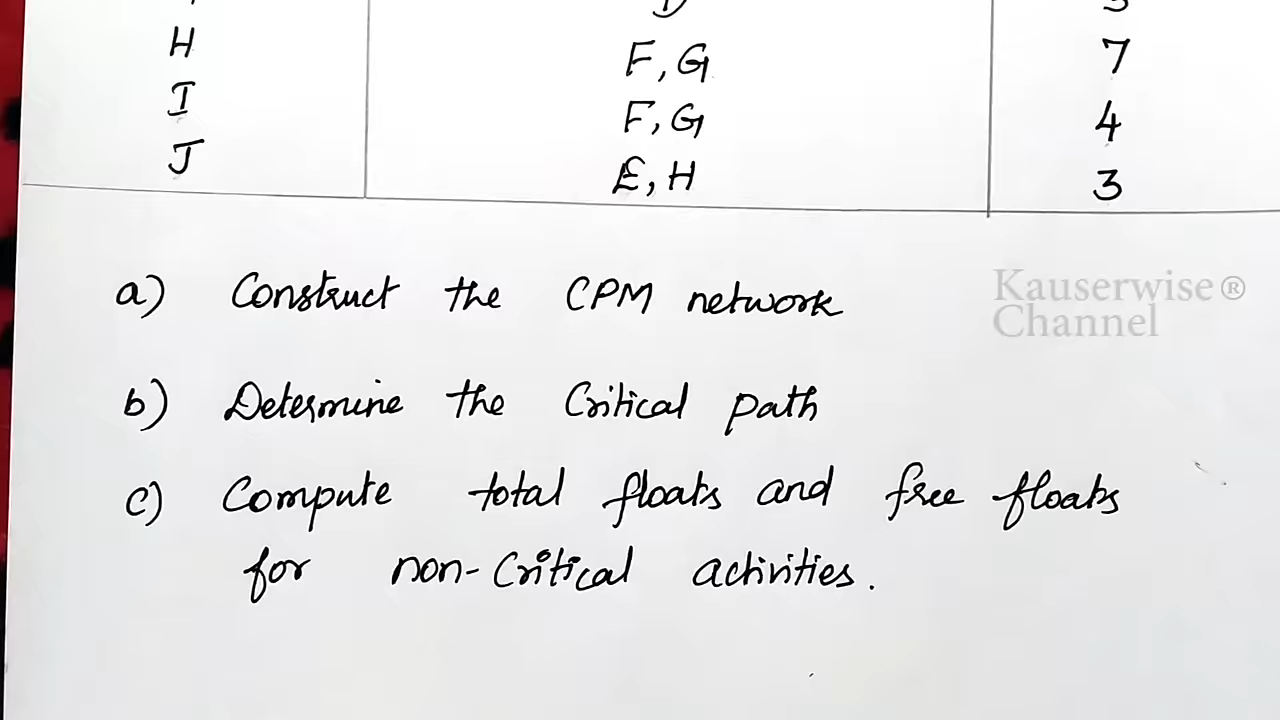 H F, G 7
I F, G 4
J E, H 3
a) Construct the CPM network
Kauserwise®
Channel
b) Determine the Critical path
c) Compute total floats and free floats
for non-Critical activities.